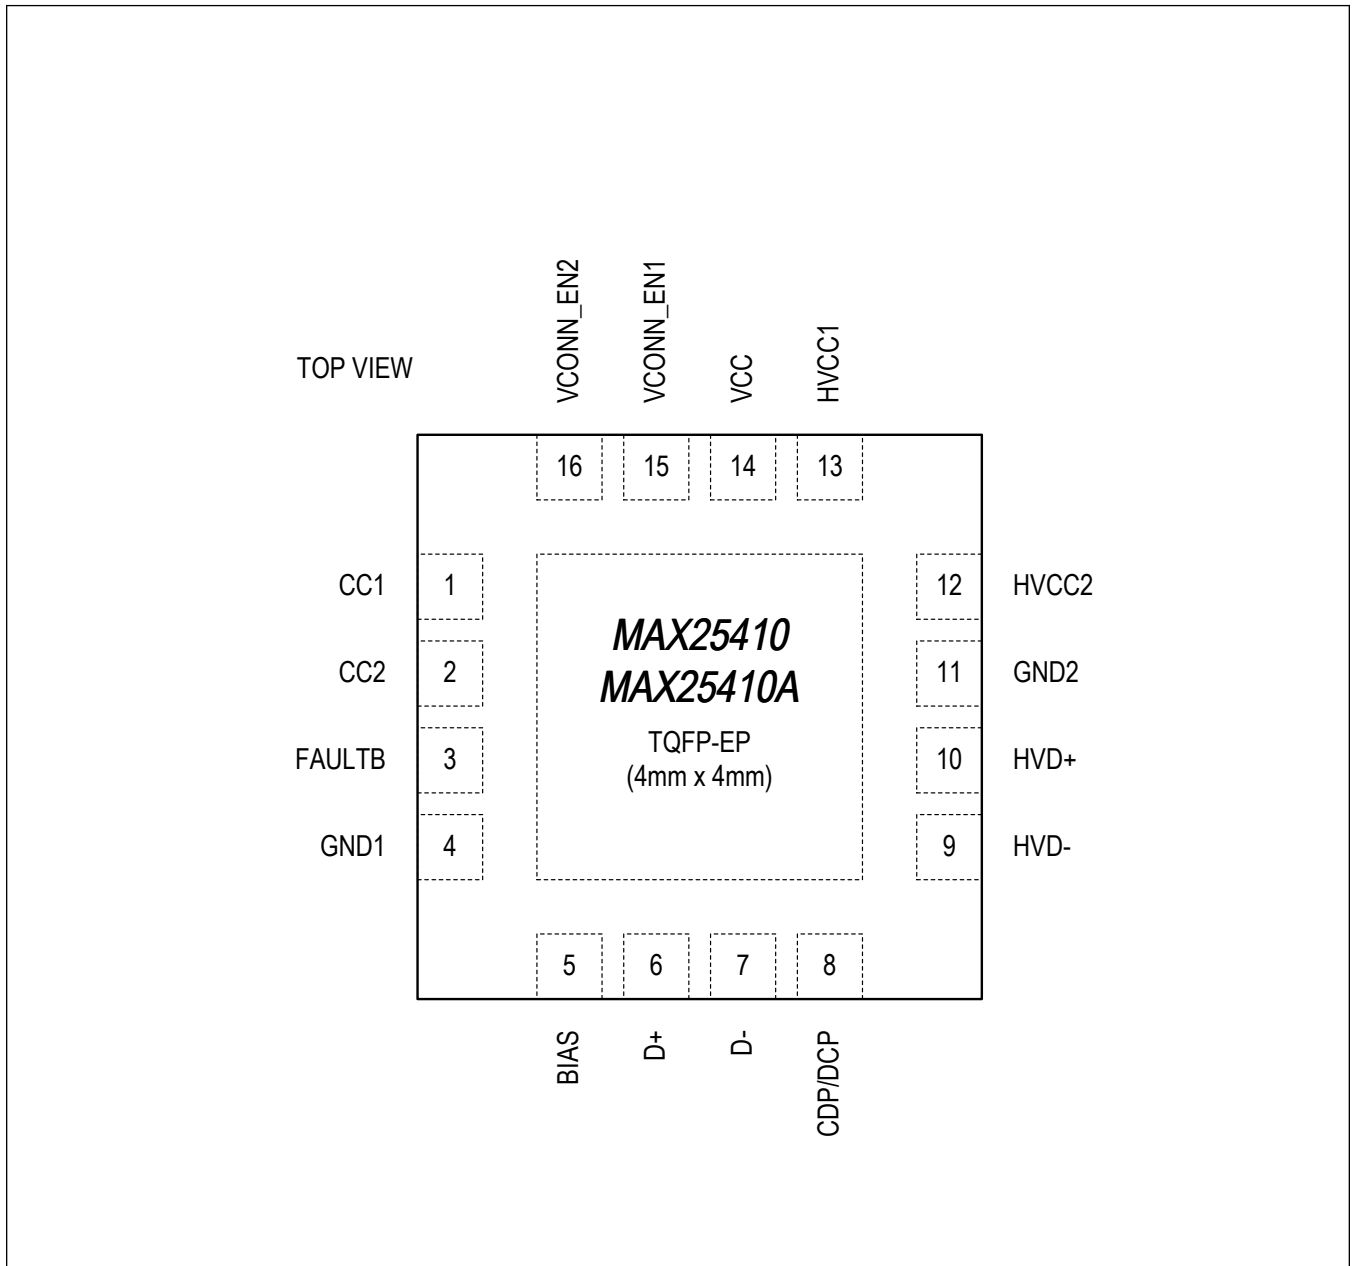 VCONN_EN2
VCONN_EN1
VCC
HVCC1
TOP VIEW
16
15
14
13
CC1
1
12
HVCC2
CC2
2
11
GND2
FAULTB
3
10
HVD+
GND1
4
9
HVD-
MAX25410
MAX25410A
TQFP-EP
(4mm x 4mm)
5
6
7
8
BIAS
D+
D-
CDP/DCP